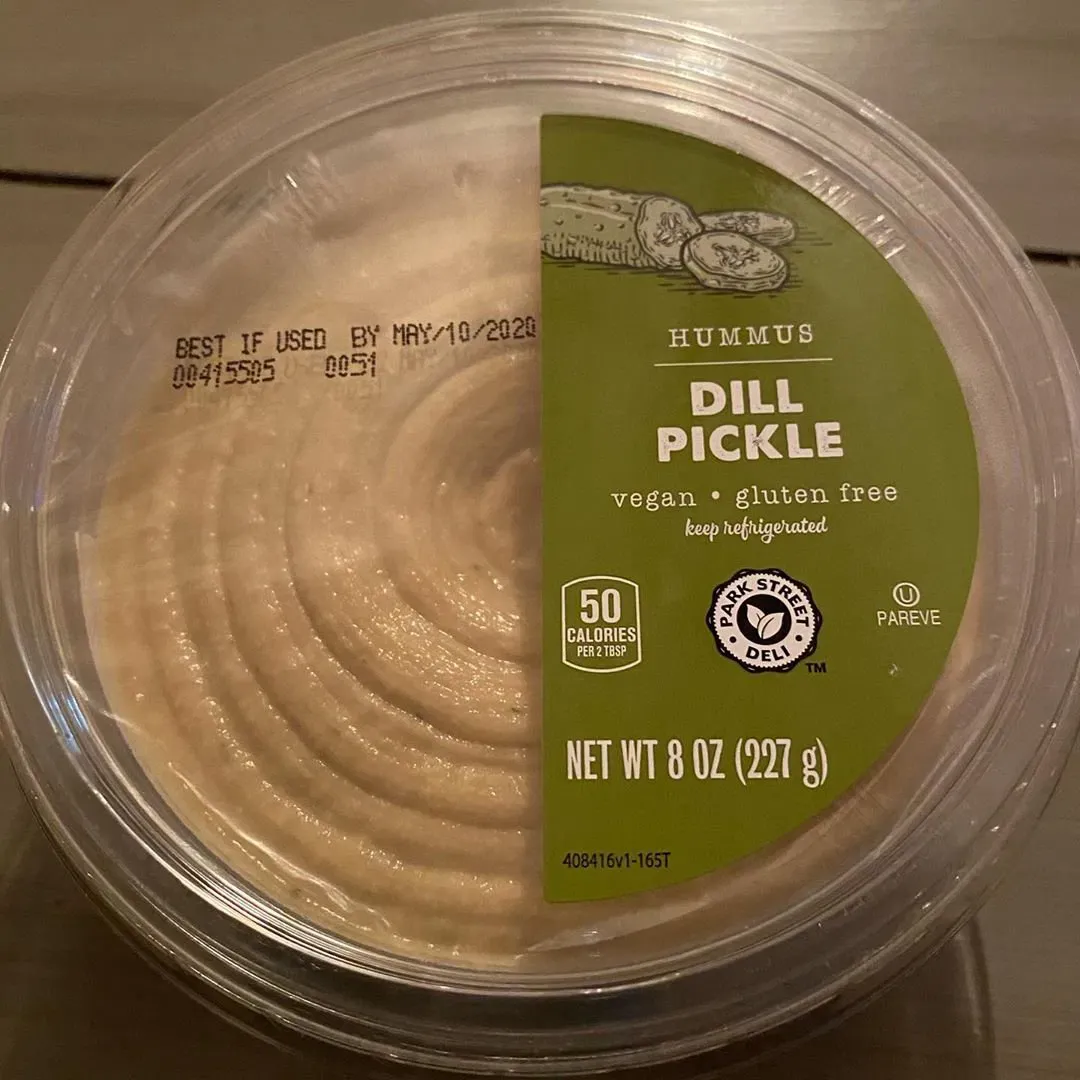 BEST IF USED BY MAY/10/2020
00415505 0051
HUMMUS
DILL
PICKLE
vegan • gluten free
keep refrigerated
50
CALORIES
PER 2 TBSP
PARK STREET
DELI
TM
U
PAREVE
NET WT 8 OZ (227 g)
408416v1-165T